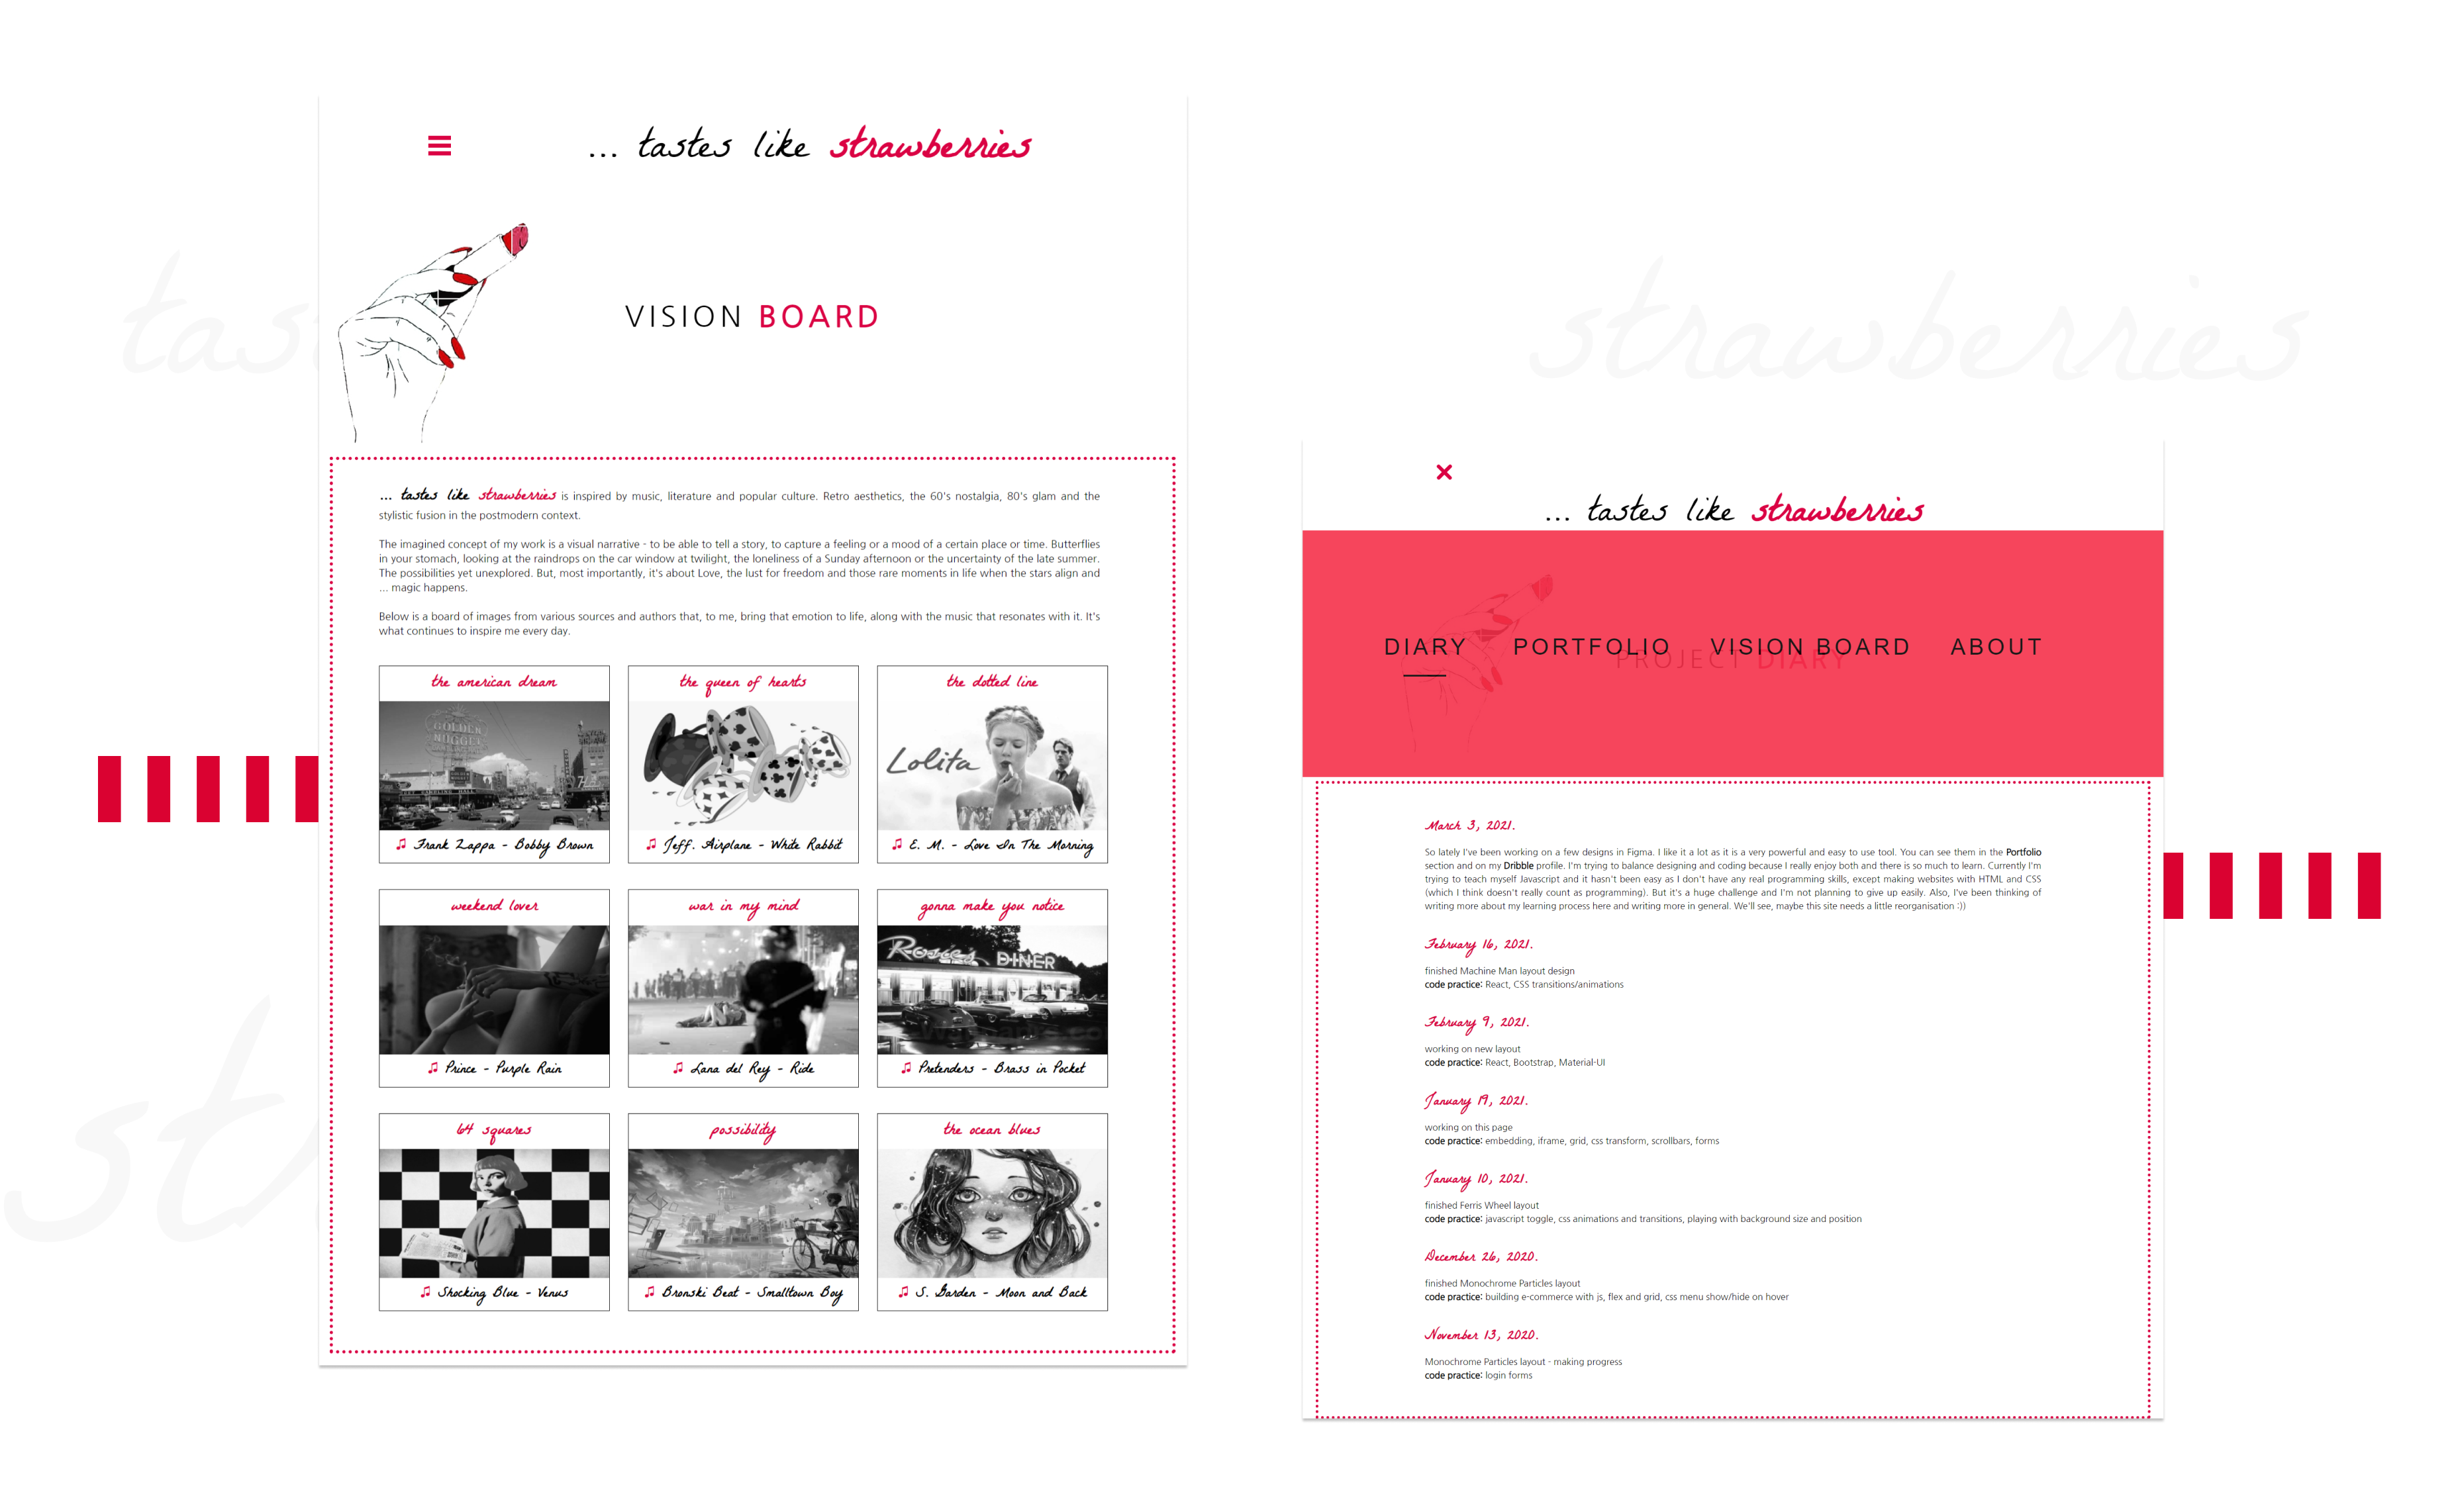 ... tastes like strawberries
VISION BOARD
... tastes like strawberries is inspired by music, literature and popular culture. Retro aesthetics, the 60's nostalgia, 80's glam and the
stylistic fusion in the postmodern context.
The imagined concept of my work is a visual narrative - to be able to tell a story, to capture a feeling or a mood of a certain place or time. Butterflies
in your stomach, looking at the raindrops on the car window at twilight, the loneliness of a Sunday afternoon or the uncertainty of the late summer.
The possibilities yet unexplored. But, most importantly, it's about Love, the lust for freedom and those rare moments in life when the stars align and
... magic happens.
Below is a board of images from various sources and authors that, to me, bring that emotion to life, along with the music that resonates with it. It's
what continues to inspire me every day.
the american dream
GOLDEN
NUGGET
GAMBLING HALL
Frank Zappa - Bobby Brown
the queen of hearts
Jeff. Airplane - White Rabbit
the dotted line
Lolita
E. M. - Love In The Morning
weekend lover
Prince - Purple Rain
war in my mind
Lana del Rey - Ride
gonna make you notice
Rosie's DINER
Pretenders - Brass in Pocket
64 squares
Shocking Blue - Venus
possibility
Bronski Beat - Smalltown Boy
the ocean blues
S. Garden - Moon and Back
tas
st
strawberries
... tastes like strawberries
DIARY PORTFOLIO VISION BOARD ABOUT
PROJECT DIARY
March 3, 2021.
So lately I've been working on a few designs in Figma. I like it a lot as it is a very powerful and easy to use tool. You can see them in the Portfolio
section and on my Dribble profile. I'm trying to balance designing and coding because I really enjoy both and there is so much to learn. Currently I'm
trying to teach myself Javascript and it hasn't been easy as I don't have any real programming skills, except making websites with HTML and CSS
(which I think doesn't really count as programming). But it's a huge challenge and I'm not planning to give up easily. Also, I've been thinking of
writing more about my learning process here and writing more in general. We'll see, maybe this site needs a little reorganisation :))
February 16, 2021.
finished Machine Man layout design
code practice: React, CSS transitions/animations
February 9, 2021.
working on new layout
code practice: React, Bootstrap, Material-UI
January 19, 2021.
working on this page
code practice: embedding, iframe, grid, css transform, scrollbars, forms
January 10, 2021.
finished Ferris Wheel layout
code practice: javascript toggle, css animations and transitions, playing with background size and position
December 26, 2020.
finished Monochrome Particles layout
code practice: building e-commerce with js, flex and grid, css menu show/hide on hover
November 13, 2020.
Monochrome Particles layout - making progress
code practice: login forms